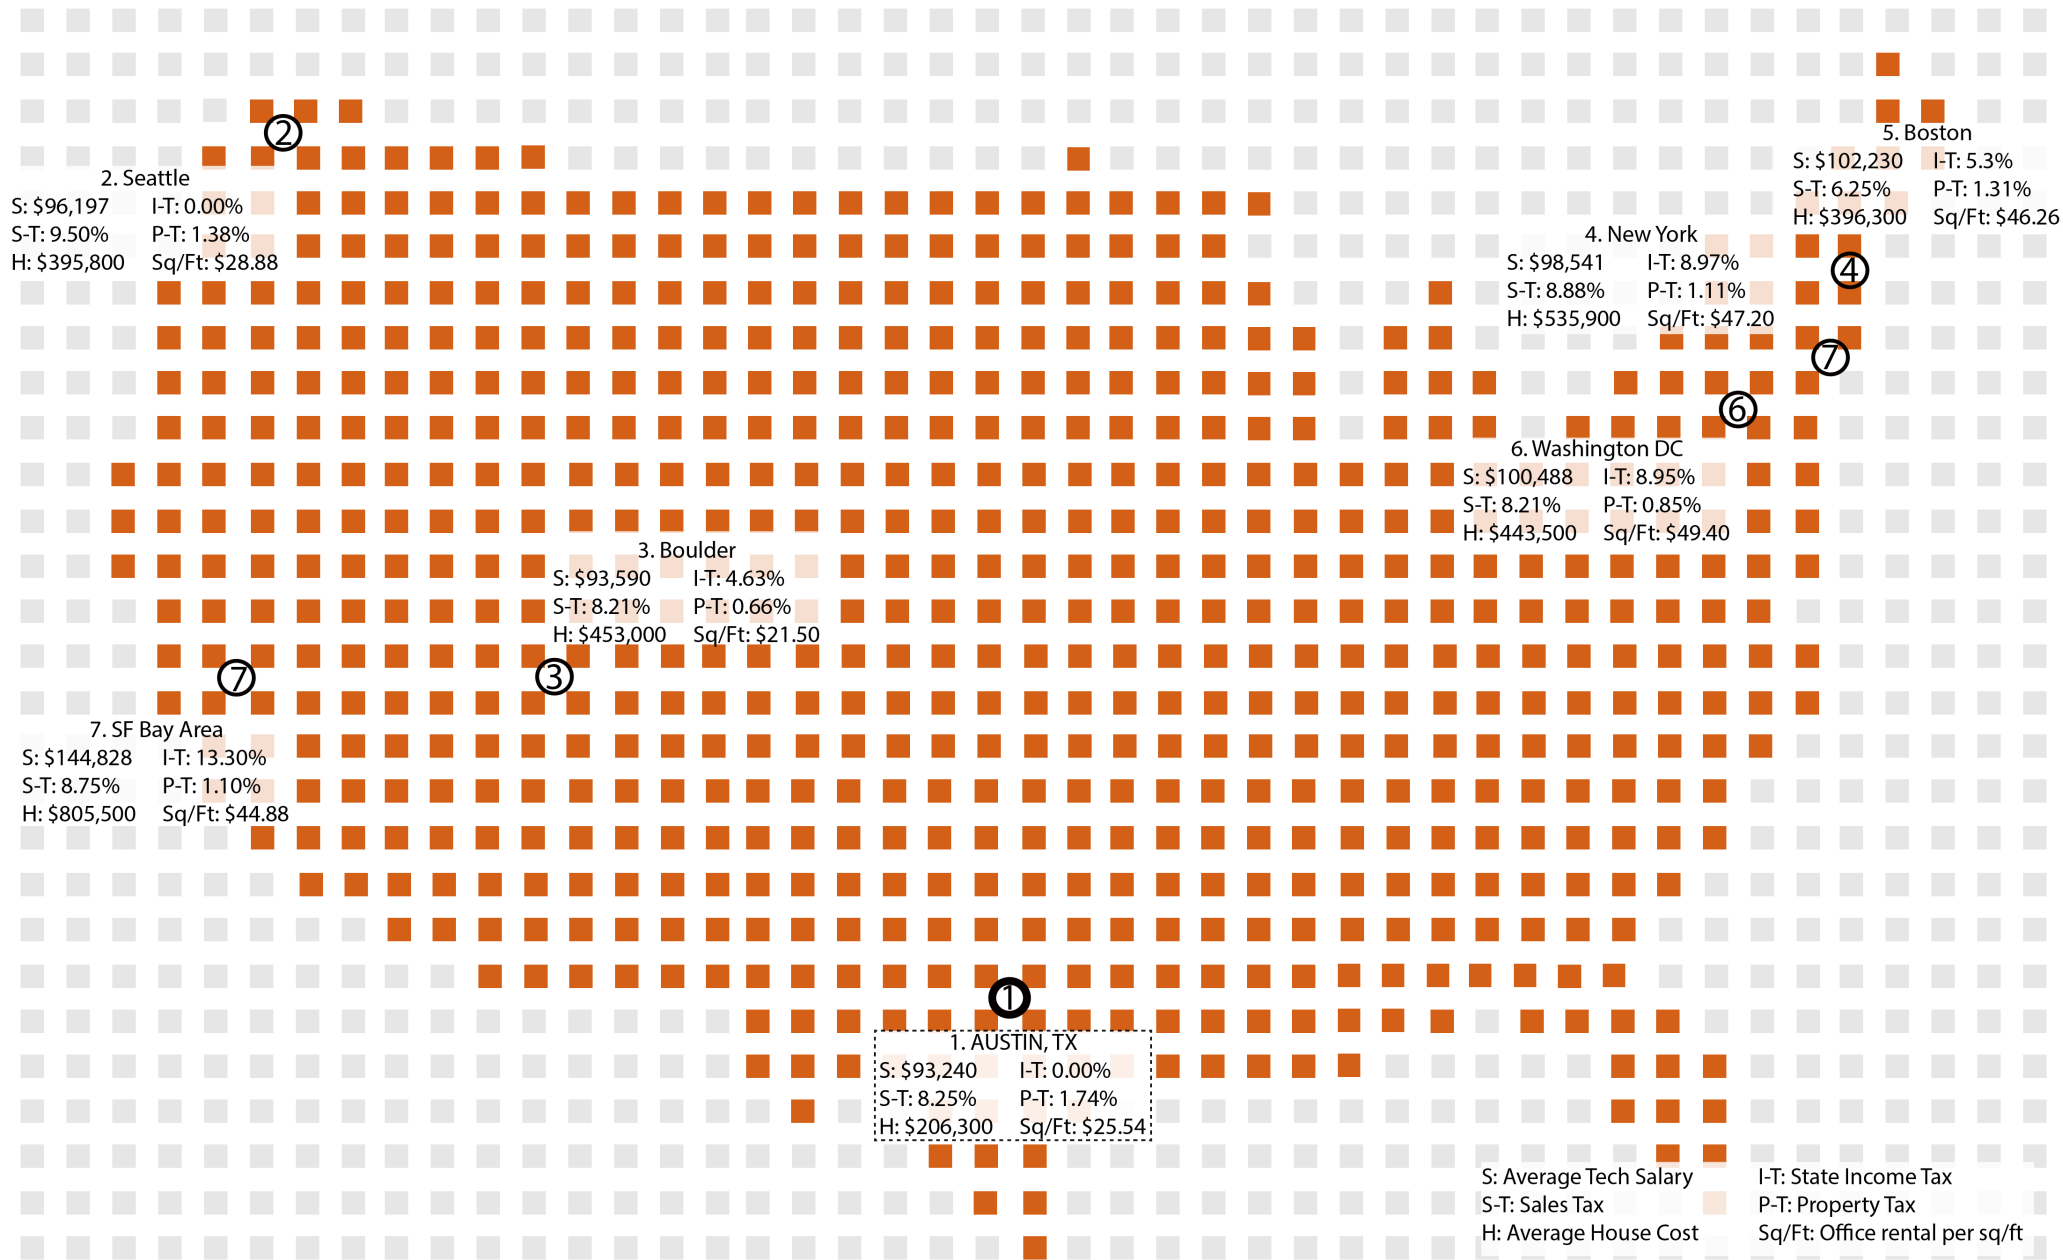 2
2. Seattle
S: $96,197 I-T: 0.00%
S-T: 9.50% P-T: 1.38%
H: $395,800 Sq/Ft: $28.88
5. Boston
S: $102,230 I-T: 5.3%
S-T: 6.25% P-T: 1.31%
H: $396,300 Sq/Ft: $46.26
4. New York
S: $98,541 I-T: 8.97%
S-T: 8.88% P-T: 1.11%
H: $535,900 Sq/Ft: $47.20
4
7
6
6. Washington DC
S: $100,488 I-T: 8.95%
S-T: 8.21% P-T: 0.85%
H: $443,500 Sq/Ft: $49.40
3. Boulder
S: $93,590 I-T: 4.63%
S-T: 8.21% P-T: 0.66%
H: $453,000 Sq/Ft: $21.50
7
3
7. SF Bay Area
S: $144,828 I-T: 13.30%
S-T: 8.75% P-T: 1.10%
H: $805,500 Sq/Ft: $44.88
1
1. AUSTIN, TX
S: $93,240 I-T: 0.00%
S-T: 8.25% P-T: 1.74%
H: $206,300 Sq/Ft: $25.54
S: Average Tech Salary I-T: State Income Tax
S-T: Sales Tax P-T: Property Tax
H: Average House Cost Sq/Ft: Office rental per sq/ft